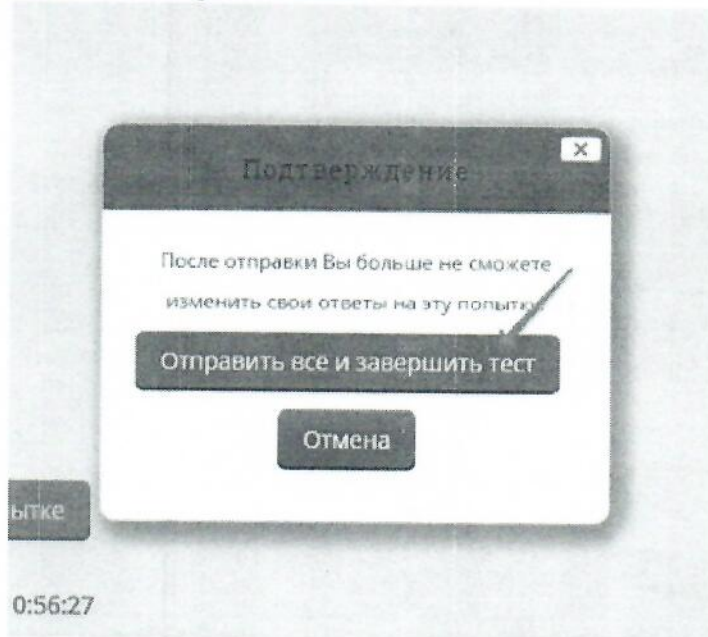 ×
Подтверждение
После отправки Вы больше не сможете
изменить свои ответы на эту попытку.
Отправить всё и завершить тест
Отмена
ытке
0:56:27